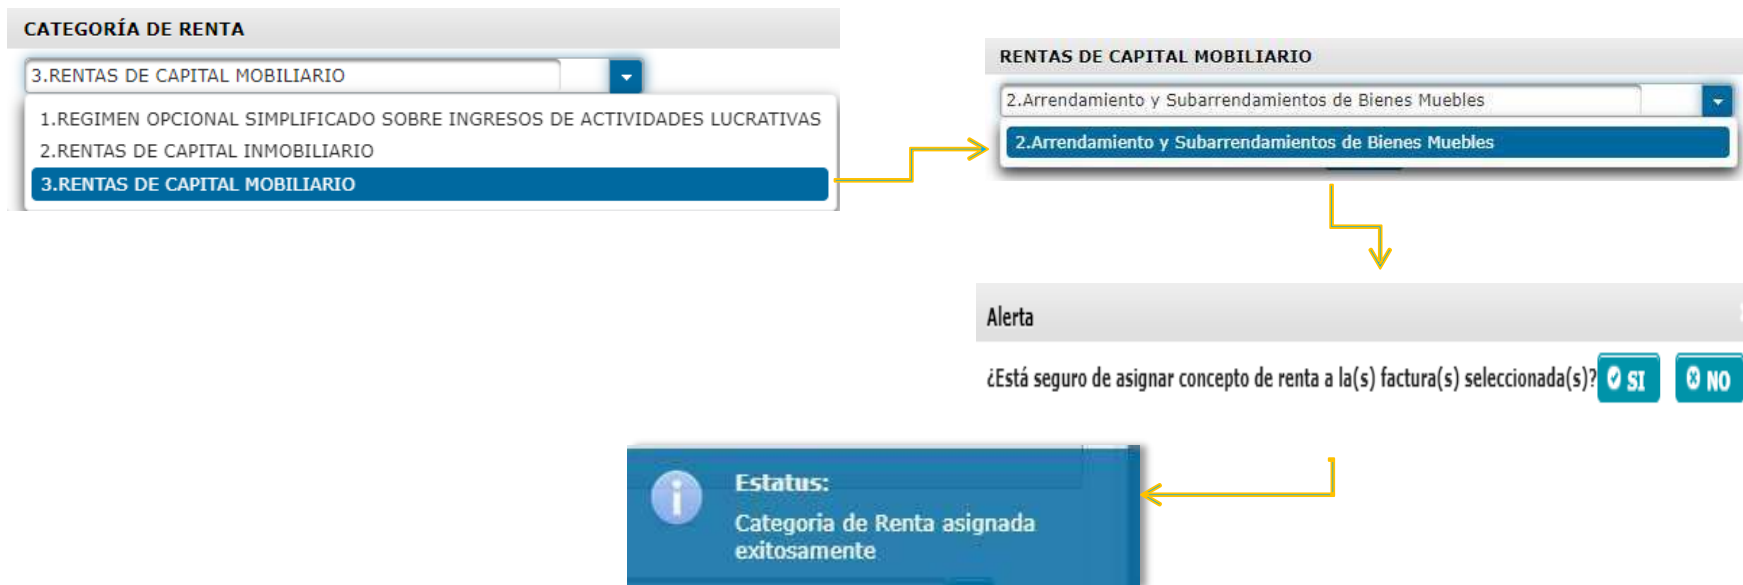 CATEGORÍA DE RENTA
3.RENTAS DE CAPITAL MOBILIARIO
1.REGIMEN OPCIONAL SIMPLIFICADO SOBRE INGRESOS DE ACTIVIDADES LUCRATIVAS
2.RENTAS DE CAPITAL INMOBILIARIO
3.RENTAS DE CAPITAL MOBILIARIO
RENTAS DE CAPITAL MOBILIARIO
2.Arrendamiento y Subarrendamientos de Bienes Muebles
2.Arrendamiento y Subarrendamientos de Bienes Muebles
Alerta
¿Está seguro de asignar concepto de renta a la(s) factura(s) seleccionada(s)? SI NO
Estatus:
Categoria de Renta asignada
exitosamente